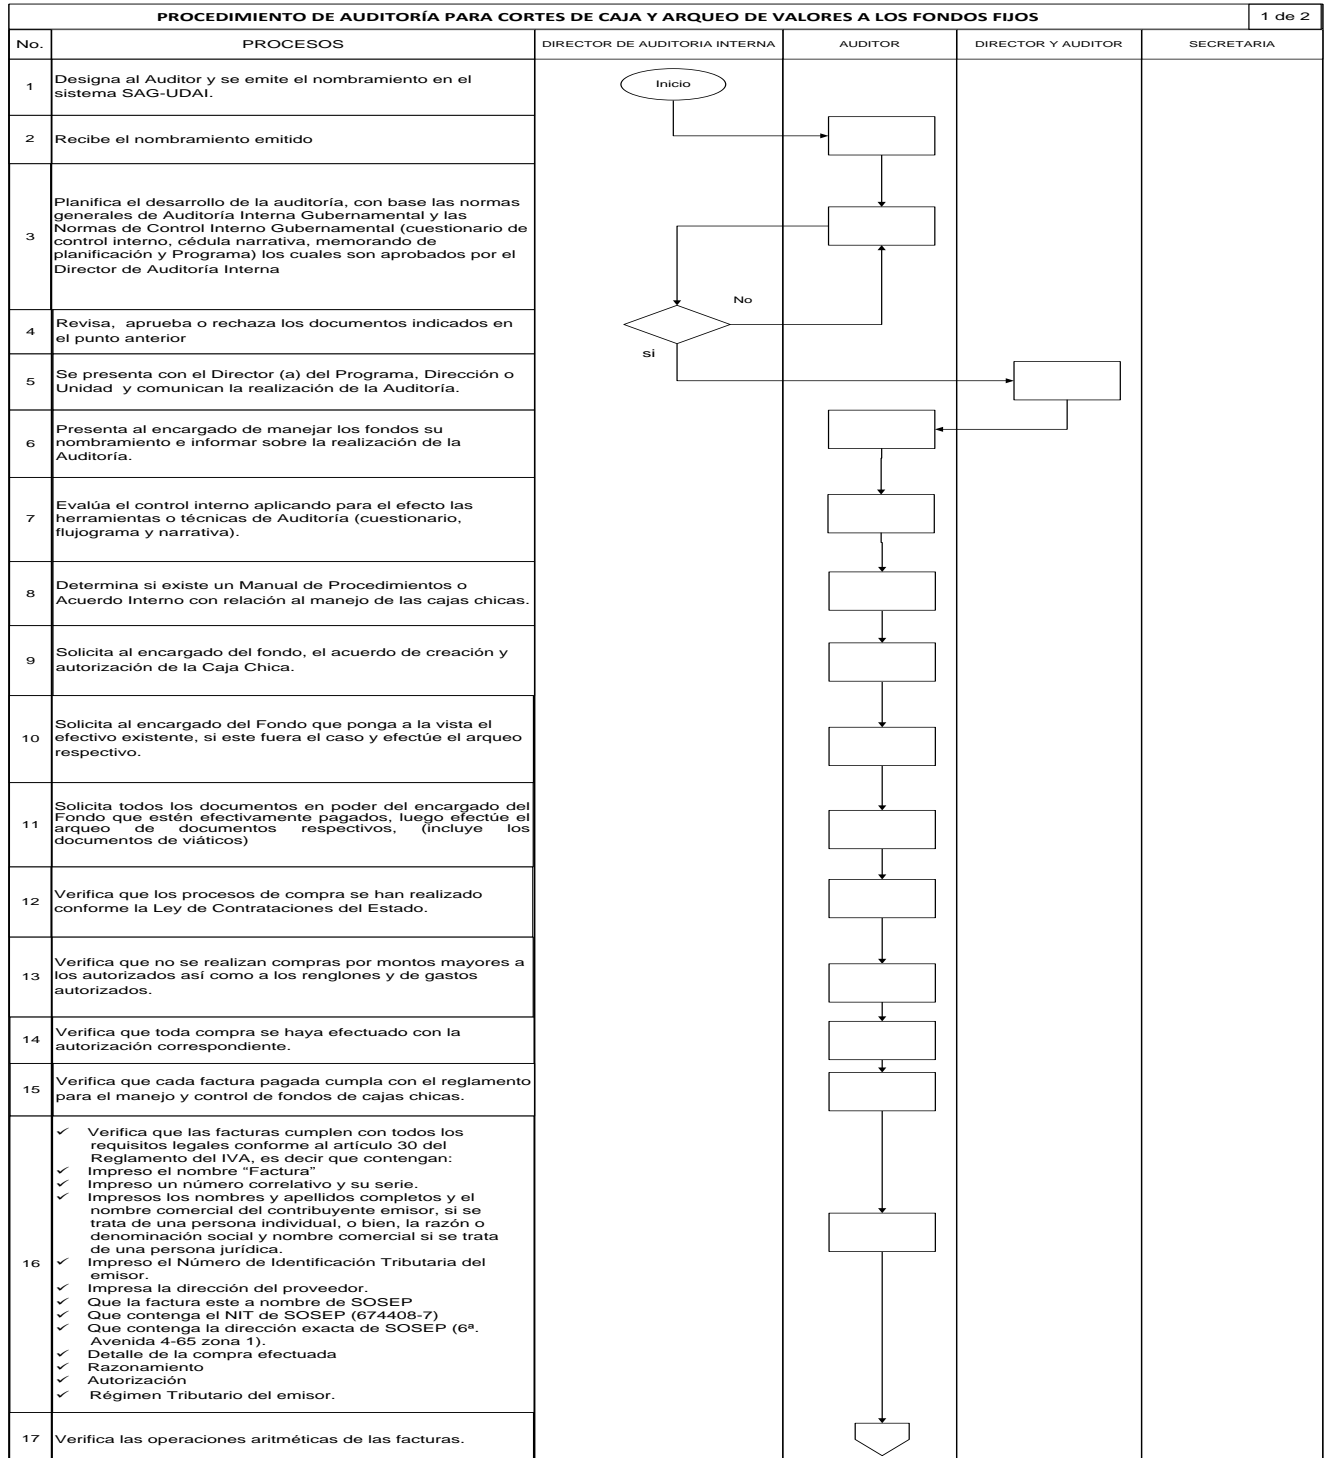 PROCEDIMIENTO DE AUDITORÍA PARA CORTES DE CAJA Y ARQUEO DE VALORES A LOS FONDOS FIJOS
1 de 2
No.
PROCESOS
DIRECTOR DE AUDITORIA INTERNA
AUDITOR
DIRECTOR Y AUDITOR
SECRETARIA
1
Designa al Auditor y se emite el nombramiento en el
sistema SAG-UDAI.
Inicio
2
Recibe el nombramiento emitido
3
Planifica el desarrollo de la auditoría, con base las normas
generales de Auditoría Interna Gubernamental y las
Normas de Control Interno Gubernamental (cuestionario de
control interno, cédula narrativa, memorando de
planificación y Programa) los cuales son aprobados por el
Director de Auditoría Interna
No
4
Revisa, aprueba o rechaza los documentos indicados en
el punto anterior
si
5
Se presenta con el Director (a) del Programa, Dirección o
Unidad y comunican la realización de la Auditoría.
6
Presenta al encargado de manejar los fondos su
nombramiento e informar sobre la realización de la
Auditoría.
7
Evalúa el control interno aplicando para el efecto las
herramientas o técnicas de Auditoría (cuestionario,
flujograma y narrativa).
8
Determina si existe un Manual de Procedimientos o
Acuerdo Interno con relación al manejo de las cajas chicas.
9
Solicita al encargado del fondo, el acuerdo de creación y
autorización de la Caja Chica.
10
Solicita al encargado del Fondo que ponga a la vista el
efectivo existente, si este fuera el caso y efectúe el arqueo
respectivo.
11
Solicita todos los documentos en poder del encargado del
Fondo que estén efectivamente pagados, luego efectúe el
arqueo de documentos respectivos, (incluye los
documentos de viáticos)
12
Verifica que los procesos de compra se han realizado
conforme la Ley de Contrataciones del Estado.
13
Verifica que no se realizan compras por montos mayores a
los autorizados así como a los renglones y de gastos
autorizados.
14
Verifica que toda compra se haya efectuado con la
autorización correspondiente.
15
Verifica que cada factura pagada cumpla con el reglamento
para el manejo y control de fondos de cajas chicas.
16
✓ Verifica que las facturas cumplen con todos los
requisitos legales conforme al artículo 30 del
Reglamento del IVA, es decir que contengan:
✓ Impreso el nombre “Factura”
✓ Impreso un número correlativo y su serie.
✓ Impresos los nombres y apellidos completos y el
nombre comercial del contribuyente emisor, si se
trata de una persona individual, o bien, la razón o
denominación social y nombre comercial si se trata
de una persona jurídica.
✓ Impreso el Número de Identificación Tributaria del
emisor.
✓ Impresa la dirección del proveedor.
✓ Que la factura este a nombre de SOSEP
✓ Que contenga el NIT de SOSEP (674408-7)
✓ Que contenga la dirección exacta de SOSEP (6ª.
Avenida 4-65 zona 1).
✓ Detalle de la compra efectuada
✓ Razonamiento
✓ Autorización
✓ Régimen Tributario del emisor.
17
Verifica las operaciones aritméticas de las facturas.